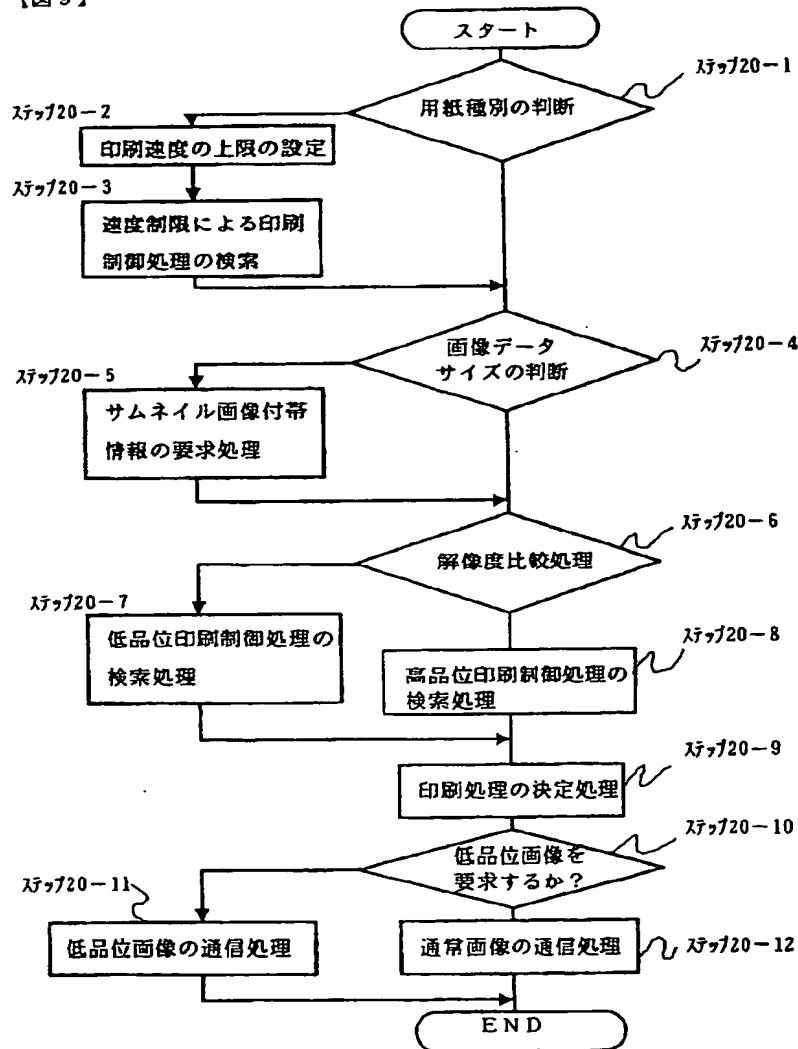 【図9】
スタート
ステップ20-1
用紙種別の判断
ステップ20-2
印刷速度の上限の設定
ステップ20-3
速度制限による印刷
制御処理の検索
ステップ20-4
画像データ
サイズの判断
ステップ20-5
サムネイル画像付帯
情報の要求処理
ステップ20-6
解像度比較処理
ステップ20-7
低品位印刷制御処理の
検索処理
ステップ20-8
高品位印刷制御処理の
検索処理
ステップ20-9
印刷処理の決定処理
ステップ20-10
低品位画像を
要求するか?
ステップ20-11
低品位画像の通信処理
通常画像の通信処理
ステップ20-12
END